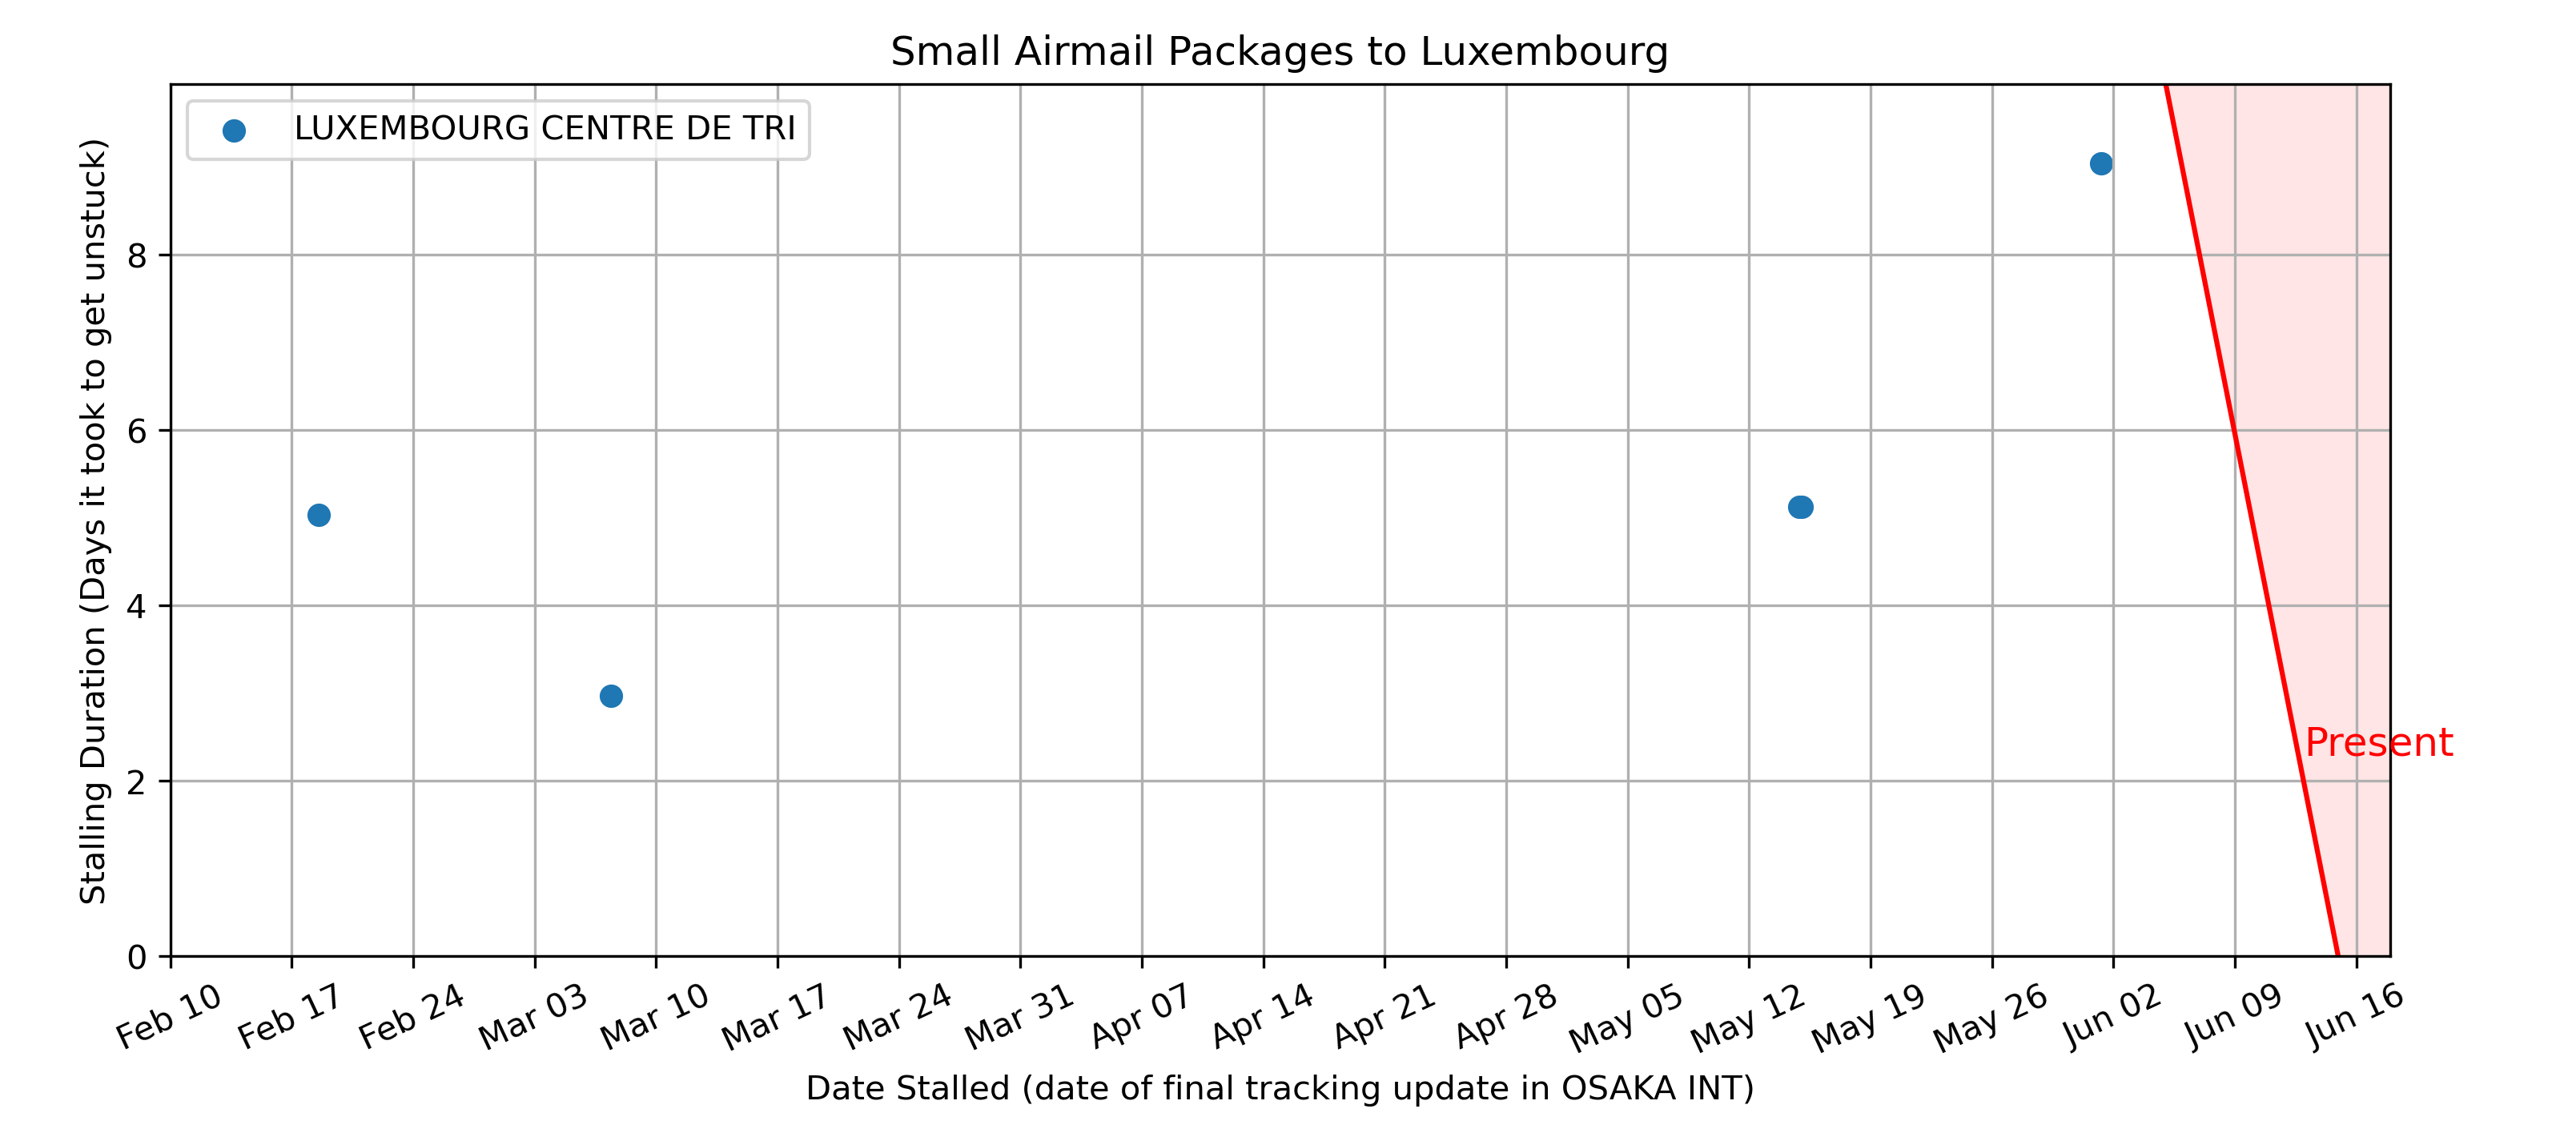 Small Airmail Packages to Luxembourg
LUXEMBOURG CENTRE DE TRI
Stalling Duration (Days it took to get unstuck)
8
6
4
2
0
Present
Feb 10
Feb 17
Feb 24
Mar 03
Mar 10
Mar 17
Mar 24
Mar 31
Apr 07
Apr 14
Apr 21
Apr 28
May 05
May 12
May 19
May 26
Jun 02
Jun 09
Jun 16
Date Stalled (date of final tracking update in OSAKA INT)